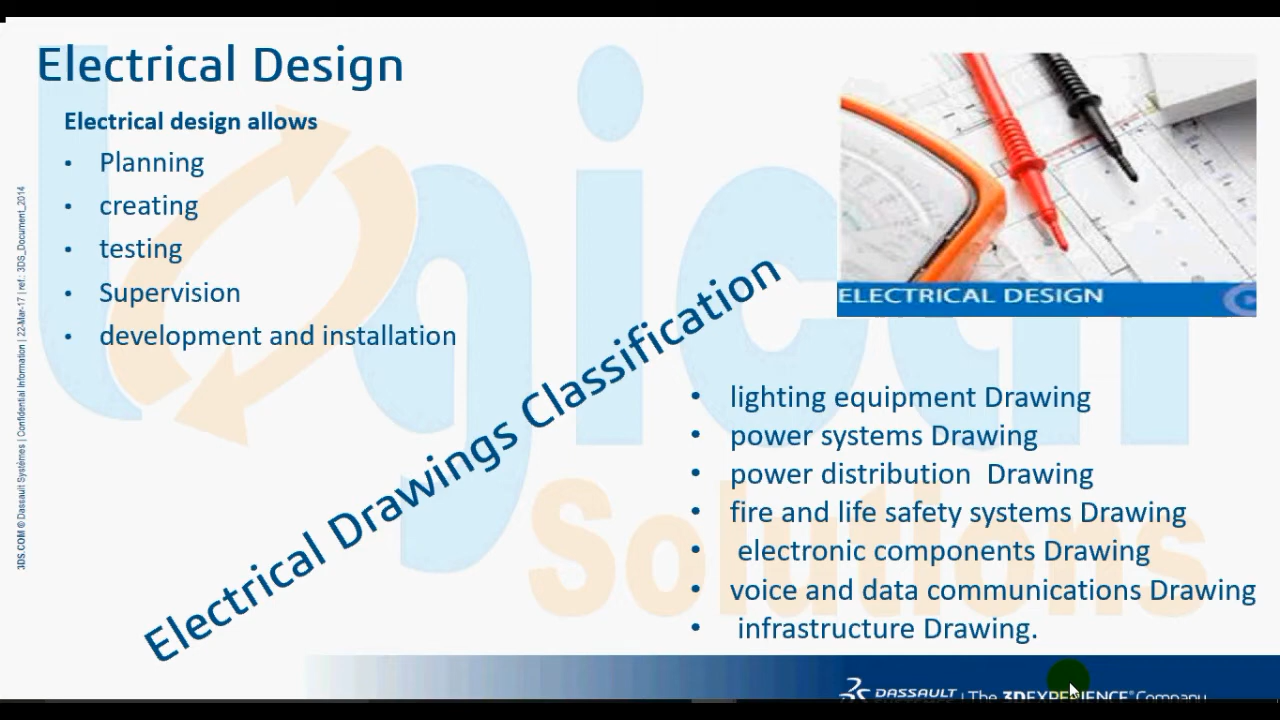 Electrical Design
Electrical design allows
• Planning
• creating
• testing
• Supervision
• development and installation
ELECTRICAL DESIGN
Electrical Drawings Classification
• lighting equipment Drawing
• power systems Drawing
• power distribution Drawing
• fire and life safety systems Drawing
• electronic components Drawing
• voice and data communications Drawing
• infrastructure Drawing.
3DS.COM © Dassault Systèmes | Confidential Information | 22-Mar-17 | ref.: 3DS_Document_2014
Logical
Solutions
DASSAULT | The 3DEXPERIENCE® Company